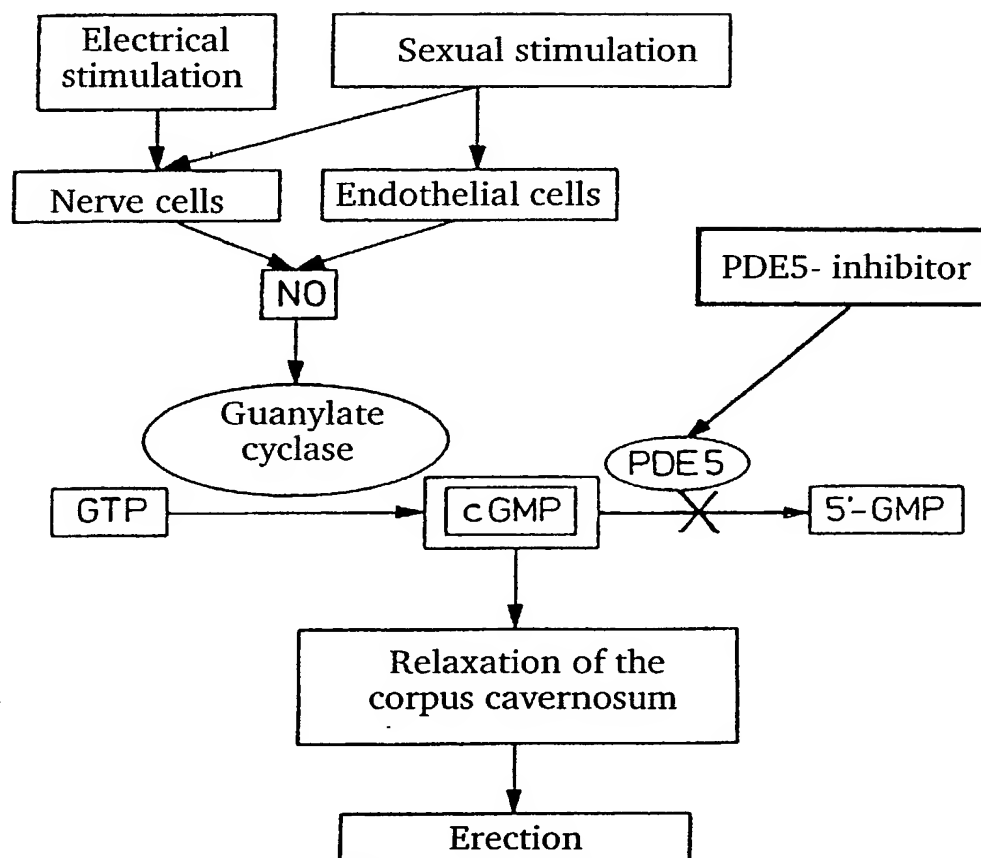 Electrical
stimulation
Sexual stimulation
Nerve cells
Endothelial cells
NO
PDE5- inhibitor
Guanylate
cyclase
PDE5
GTP
cGMP
5'-GMP
Relaxation of the
corpus cavernosum
Erection